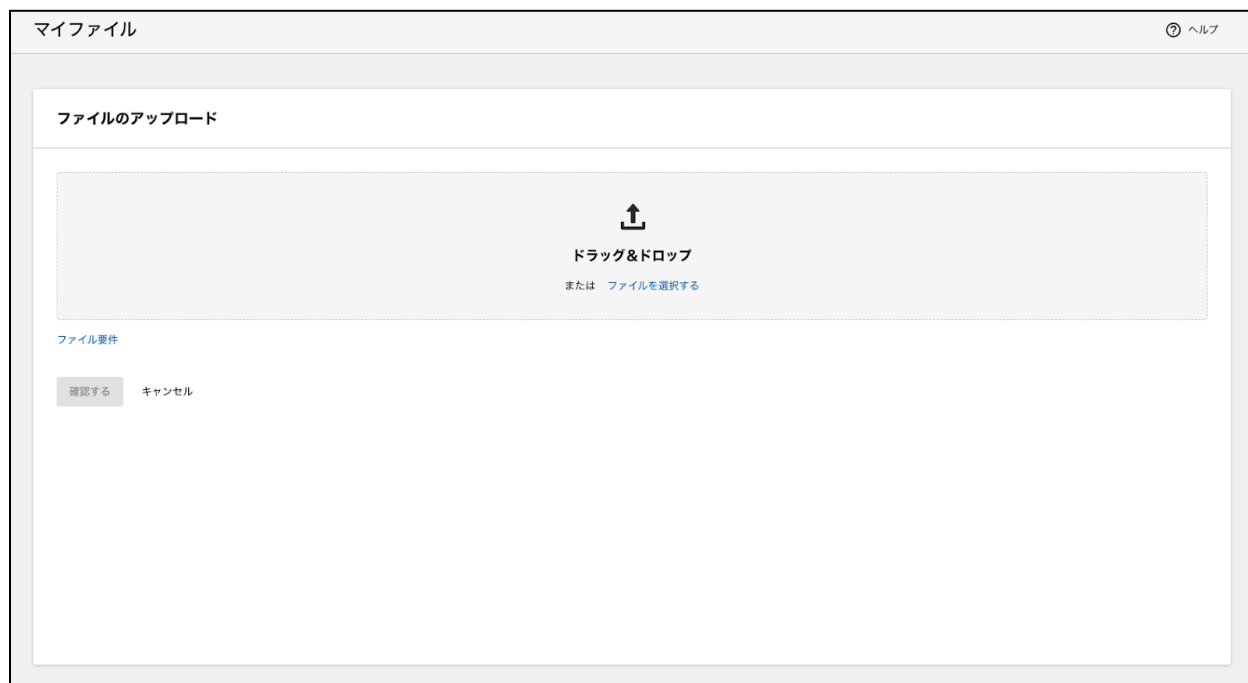 マイファイル
ヘルプ
ファイルのアップロード
ドラッグ&ドロップ
または ファイルを選択する
ファイル要件
確認する キャンセル